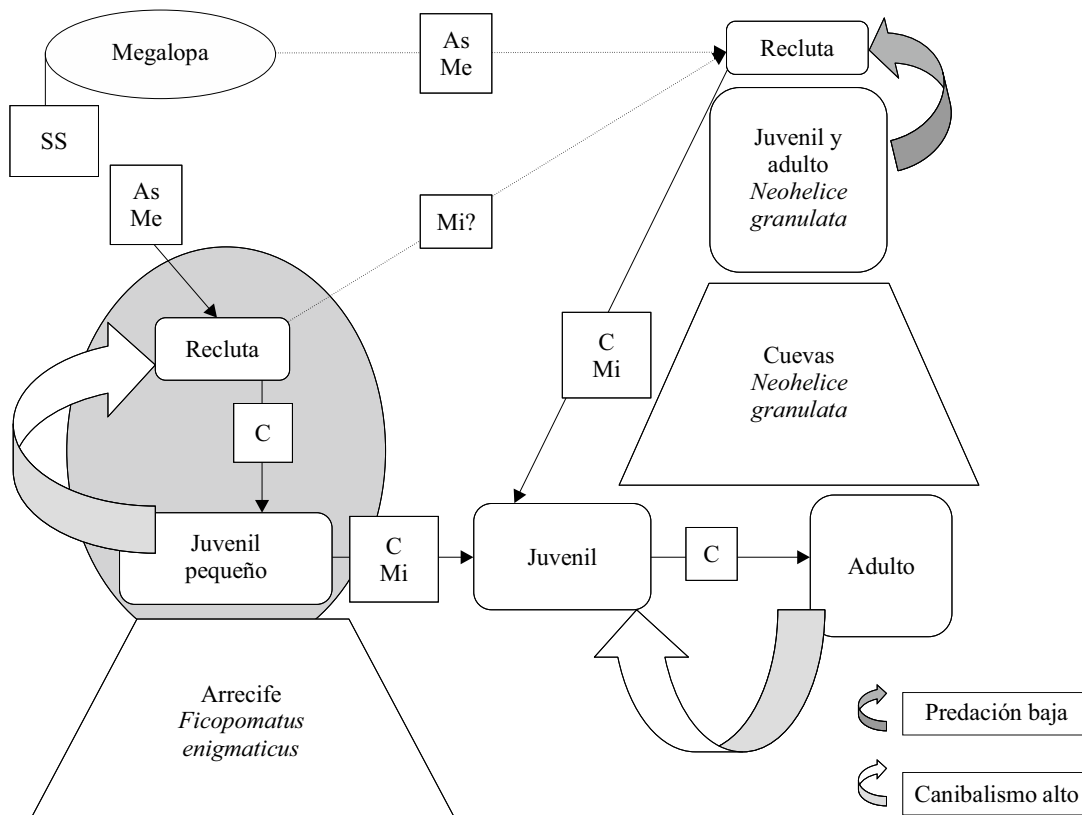 Megalopa
As
Me
Recluta
SS
As
Me
Juvenil y
adulto
Neohelice
granulata
Mi?
Recluta
C
Mi
Cuevas
Neohelice
granulata
C
Juvenil
pequeño
C
Mi
Juvenil
C
Adulto
Arrecife
Ficopomatus
enigmaticus
Predación baja
Canibalismo alto